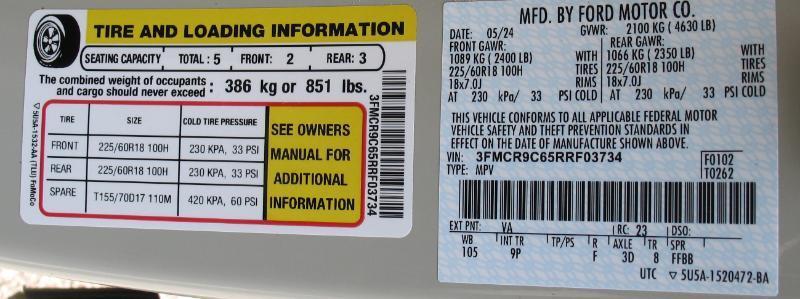 TIRE AND LOADING INFORMATION
SEATING CAPACITY TOTAL : 5 FRONT: 2 REAR: 3
The combined weight of occupants
and cargo should never exceed : 386 kg or 851 lbs.
TIRE SIZE COLD TIRE PRESSURE
FRONT 225/60R18 100H 230 KPA, 33 PSI
REAR 225/60R18 100H 230 KPA, 33 PSI
SPARE T155/70D17 110M 420 KPA, 60 PSI
SEE OWNERS
MANUAL FOR
ADDITIONAL
INFORMATION
3FMCR9C65RRF03734
5U5A-1532-AA (TLU) FoMoCo
MFD. BY FORD MOTOR CO.
DATE: 05/24 GVWR: 2100 KG ( 4630 LB)
FRONT GAWR: REAR GAWR:
1089 KG ( 2400 LB) WITH 1066 KG ( 2350 LB) WITH
225/60R18 100H TIRES 225/60R18 100H TIRES
18x7.0J RIMS 18x7.0J RIMS
AT 230 kPa/ 33 PSI COLD AT 230 kPa/ 33 PSI COLD
THIS VEHICLE CONFORMS TO ALL APPLICABLE FEDERAL MOTOR
VEHICLE SAFETY AND THEFT PREVENTION STANDARDS IN
EFFECT ON THE DATE OF MANUFACTURE SHOWN ABOVE.
VIN: 3FMCR9C65RRF03734 F0102
TYPE: MPV T0262
EXT PNT: VA RC: 23 DSO:
WB INT TR TP/PS R AXLE TR SPR
105 9P F 3D 8 FFBB
UTC ▽ 5U5A-1520472-BA